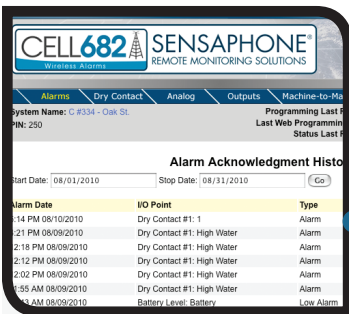 CELL682 SENSAPHONE®
Wireless Alarms REMOTE MONITORING SOLUTIONS
Alarms Dry Contact Analog Outputs Machine-to-Ma
System Name: C #334 - Oak St. Programming Last R
PIN: 250 Last Web Programmin
Status Last R
Alarm Acknowledgment Histo
Start Date: 08/01/2010 Stop Date: 08/31/2010 Go
Alarm Date I/O Point Type
:14 PM 08/10/2010 Dry Contact #1: 1 Alarm
:21 PM 08/09/2010 Dry Contact #1: High Water Alarm
2:18 PM 08/09/2010 Dry Contact #1: High Water Alarm
2:12 PM 08/09/2010 Dry Contact #1: High Water Alarm
2:02 PM 08/09/2010 Dry Contact #1: High Water Alarm
1:55 AM 08/09/2010 Dry Contact #1: High Water Alarm
:43 AM 08/09/2010 Battery Level: Battery Low Alarm